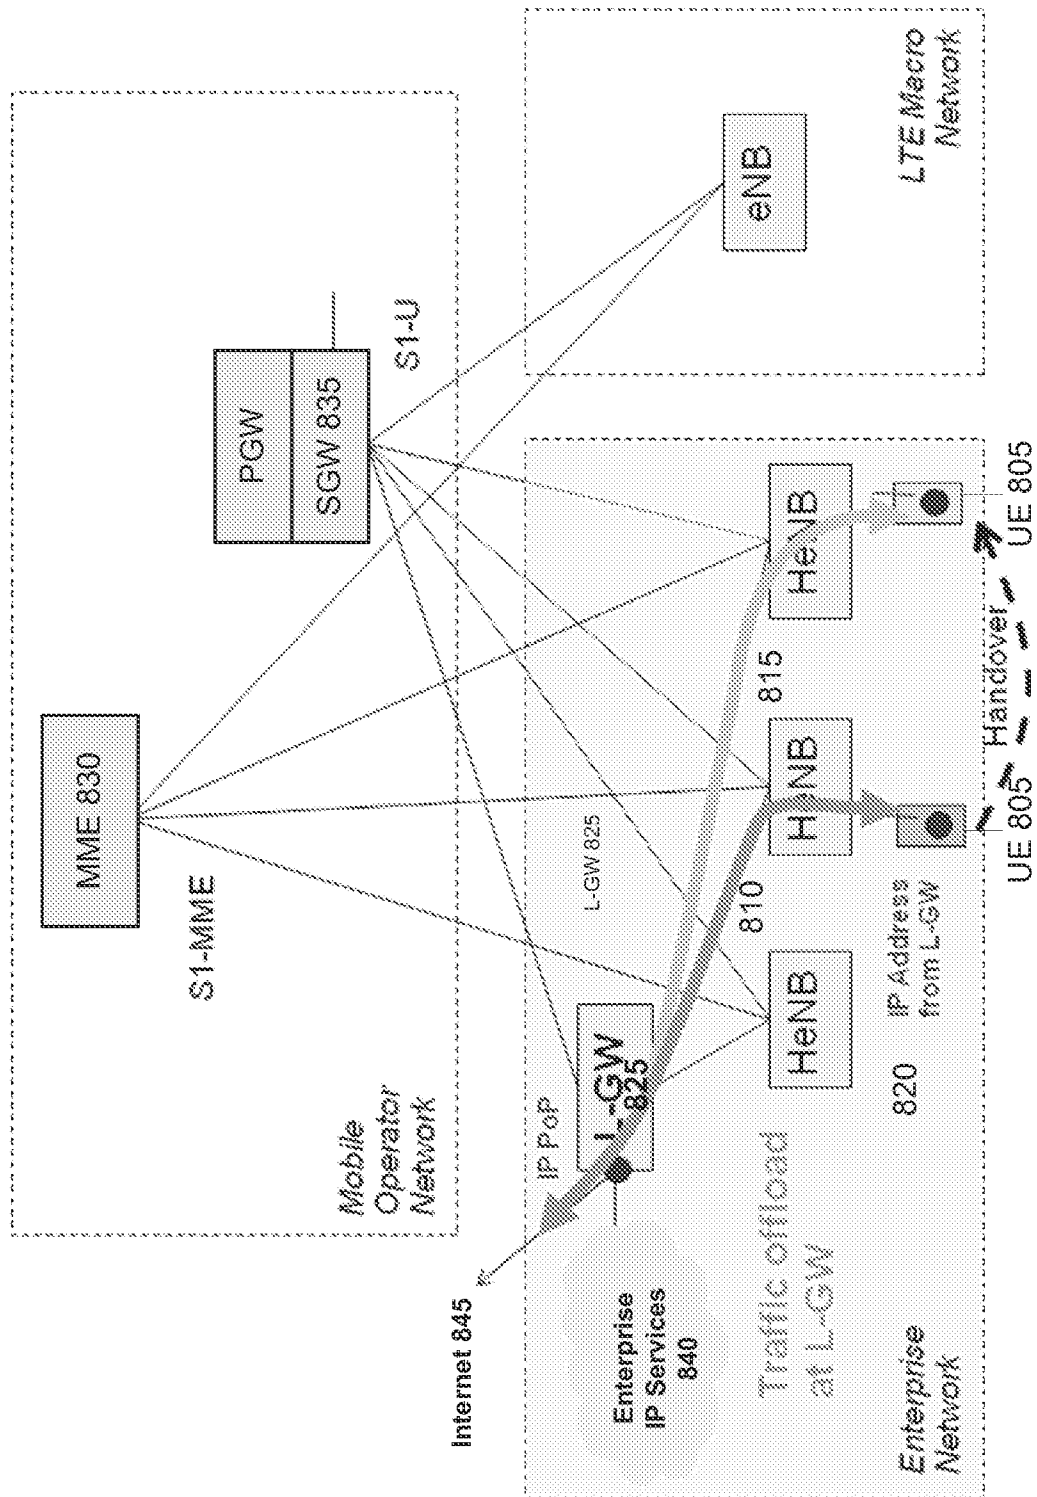 MME 830
S1-MME
PGW
SGW 835
S1-U
Mobile
Operator
Network
Internet 845
IP PoP
L-GW
825
L-GW 825
Enterprise
IP Services
840
Traffic offload
at L-GW
810
815
HeNB
HeNB
HeNB
eNB
LTE Macro
Network
IP Address
from L-GW
820
Enterprise
Network
UE 805
Handover
UE 805